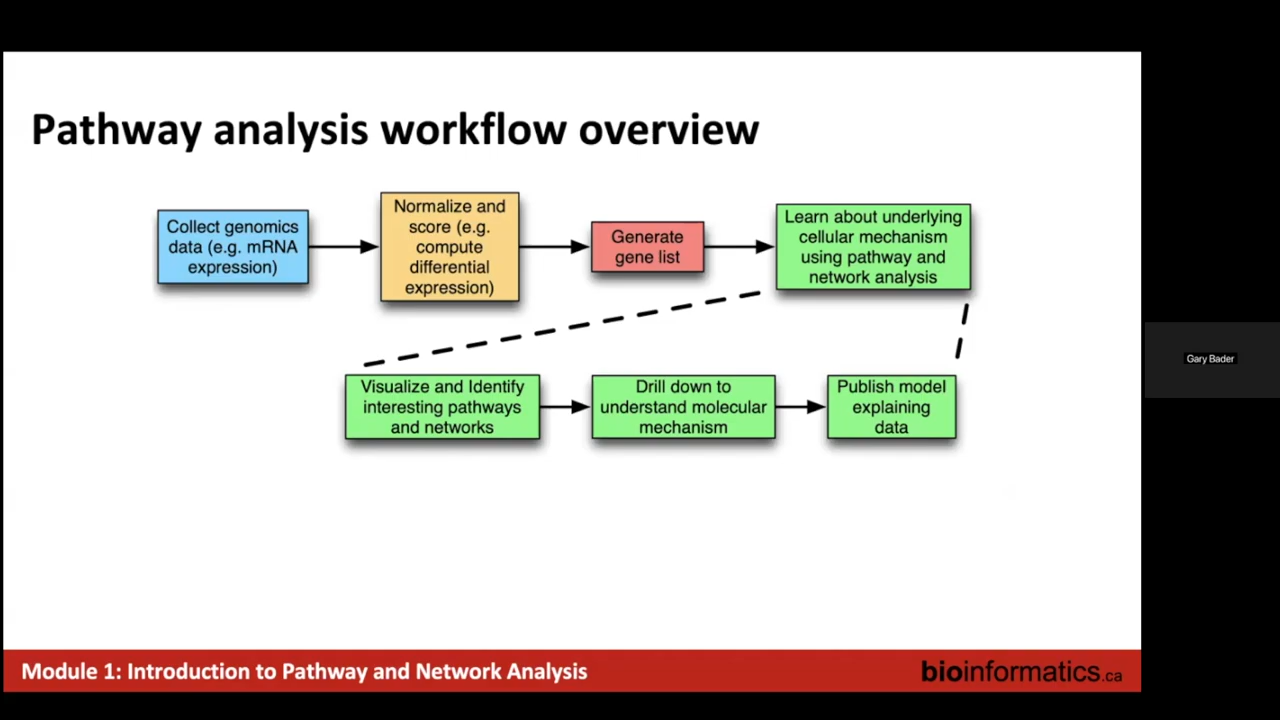 Pathway analysis workflow overview
Collect genomics
data (e.g. mRNA
expression)
Normalize and
score (e.g.
compute
differential
expression)
Generate
gene list
Learn about underlying
cellular mechanism
using pathway and
network analysis
Visualize and Identify
interesting pathways
and networks
Drill down to
understand molecular
mechanism
Publish model
explaining
data
Gary Bader
Module 1: Introduction to Pathway and Network Analysis
bioinformatics.ca